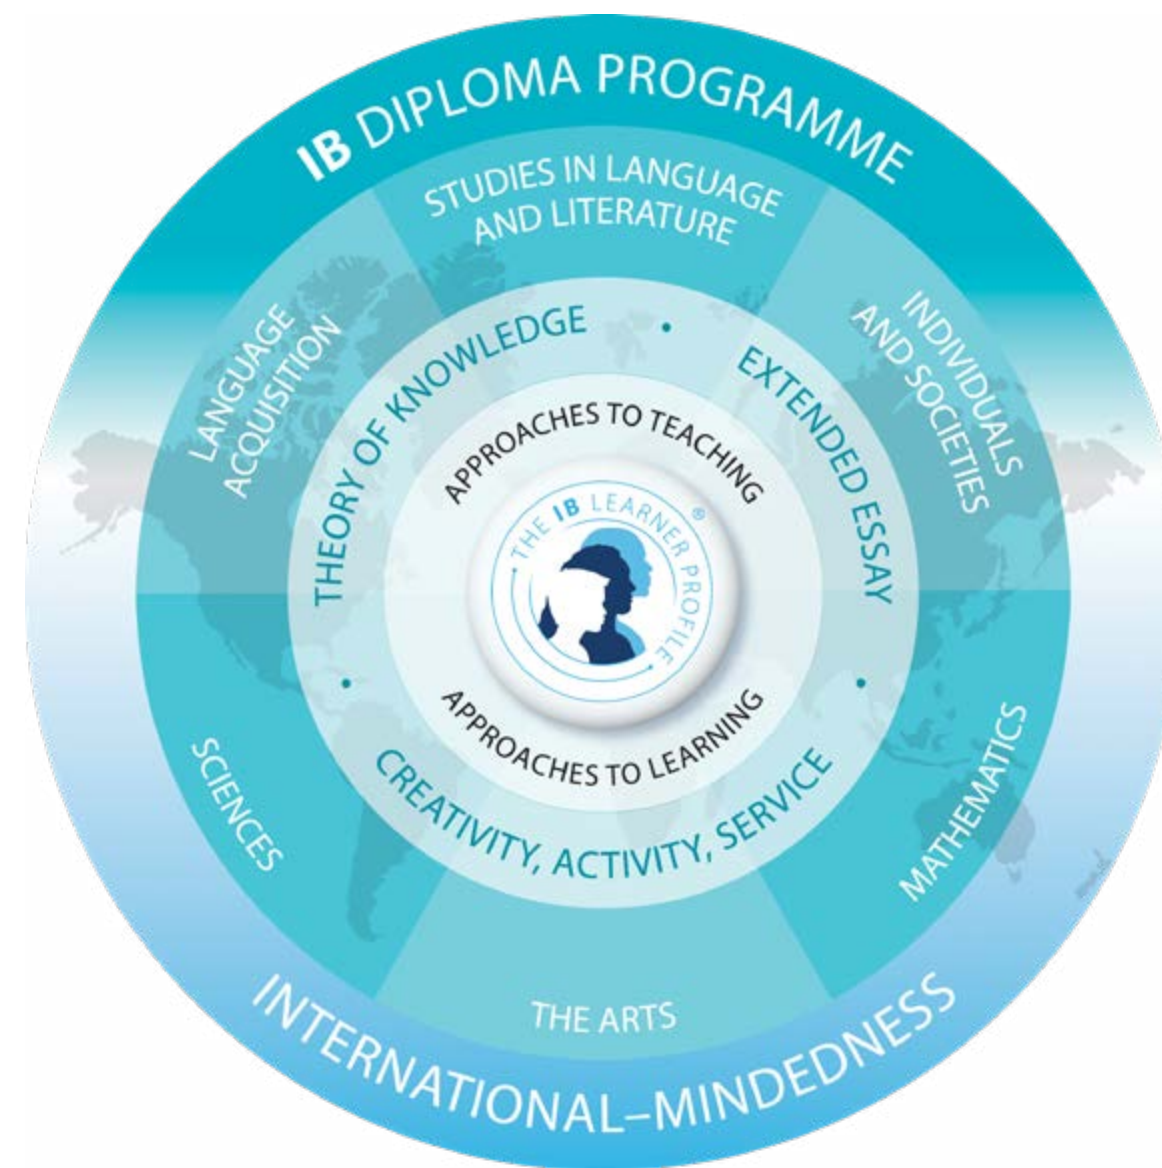 IB DIPLOMA PROGRAMME
STUDIES IN LANGUAGE
AND LITERATURE
LANGUAGE
ACQUISITION
INDIVIDUALS
AND SOCIETIES
THEORY OF KNOWLEDGE
•
EXTENDED ESSAY
APPROACHES TO TEACHING
THE IB LEARNER PROFILE ®
APPROACHES TO LEARNING
•
CREATIVITY, ACTIVITY, SERVICE
•
SCIENCES
MATHEMATICS
THE ARTS
INTERNATIONAL–MINDEDNESS